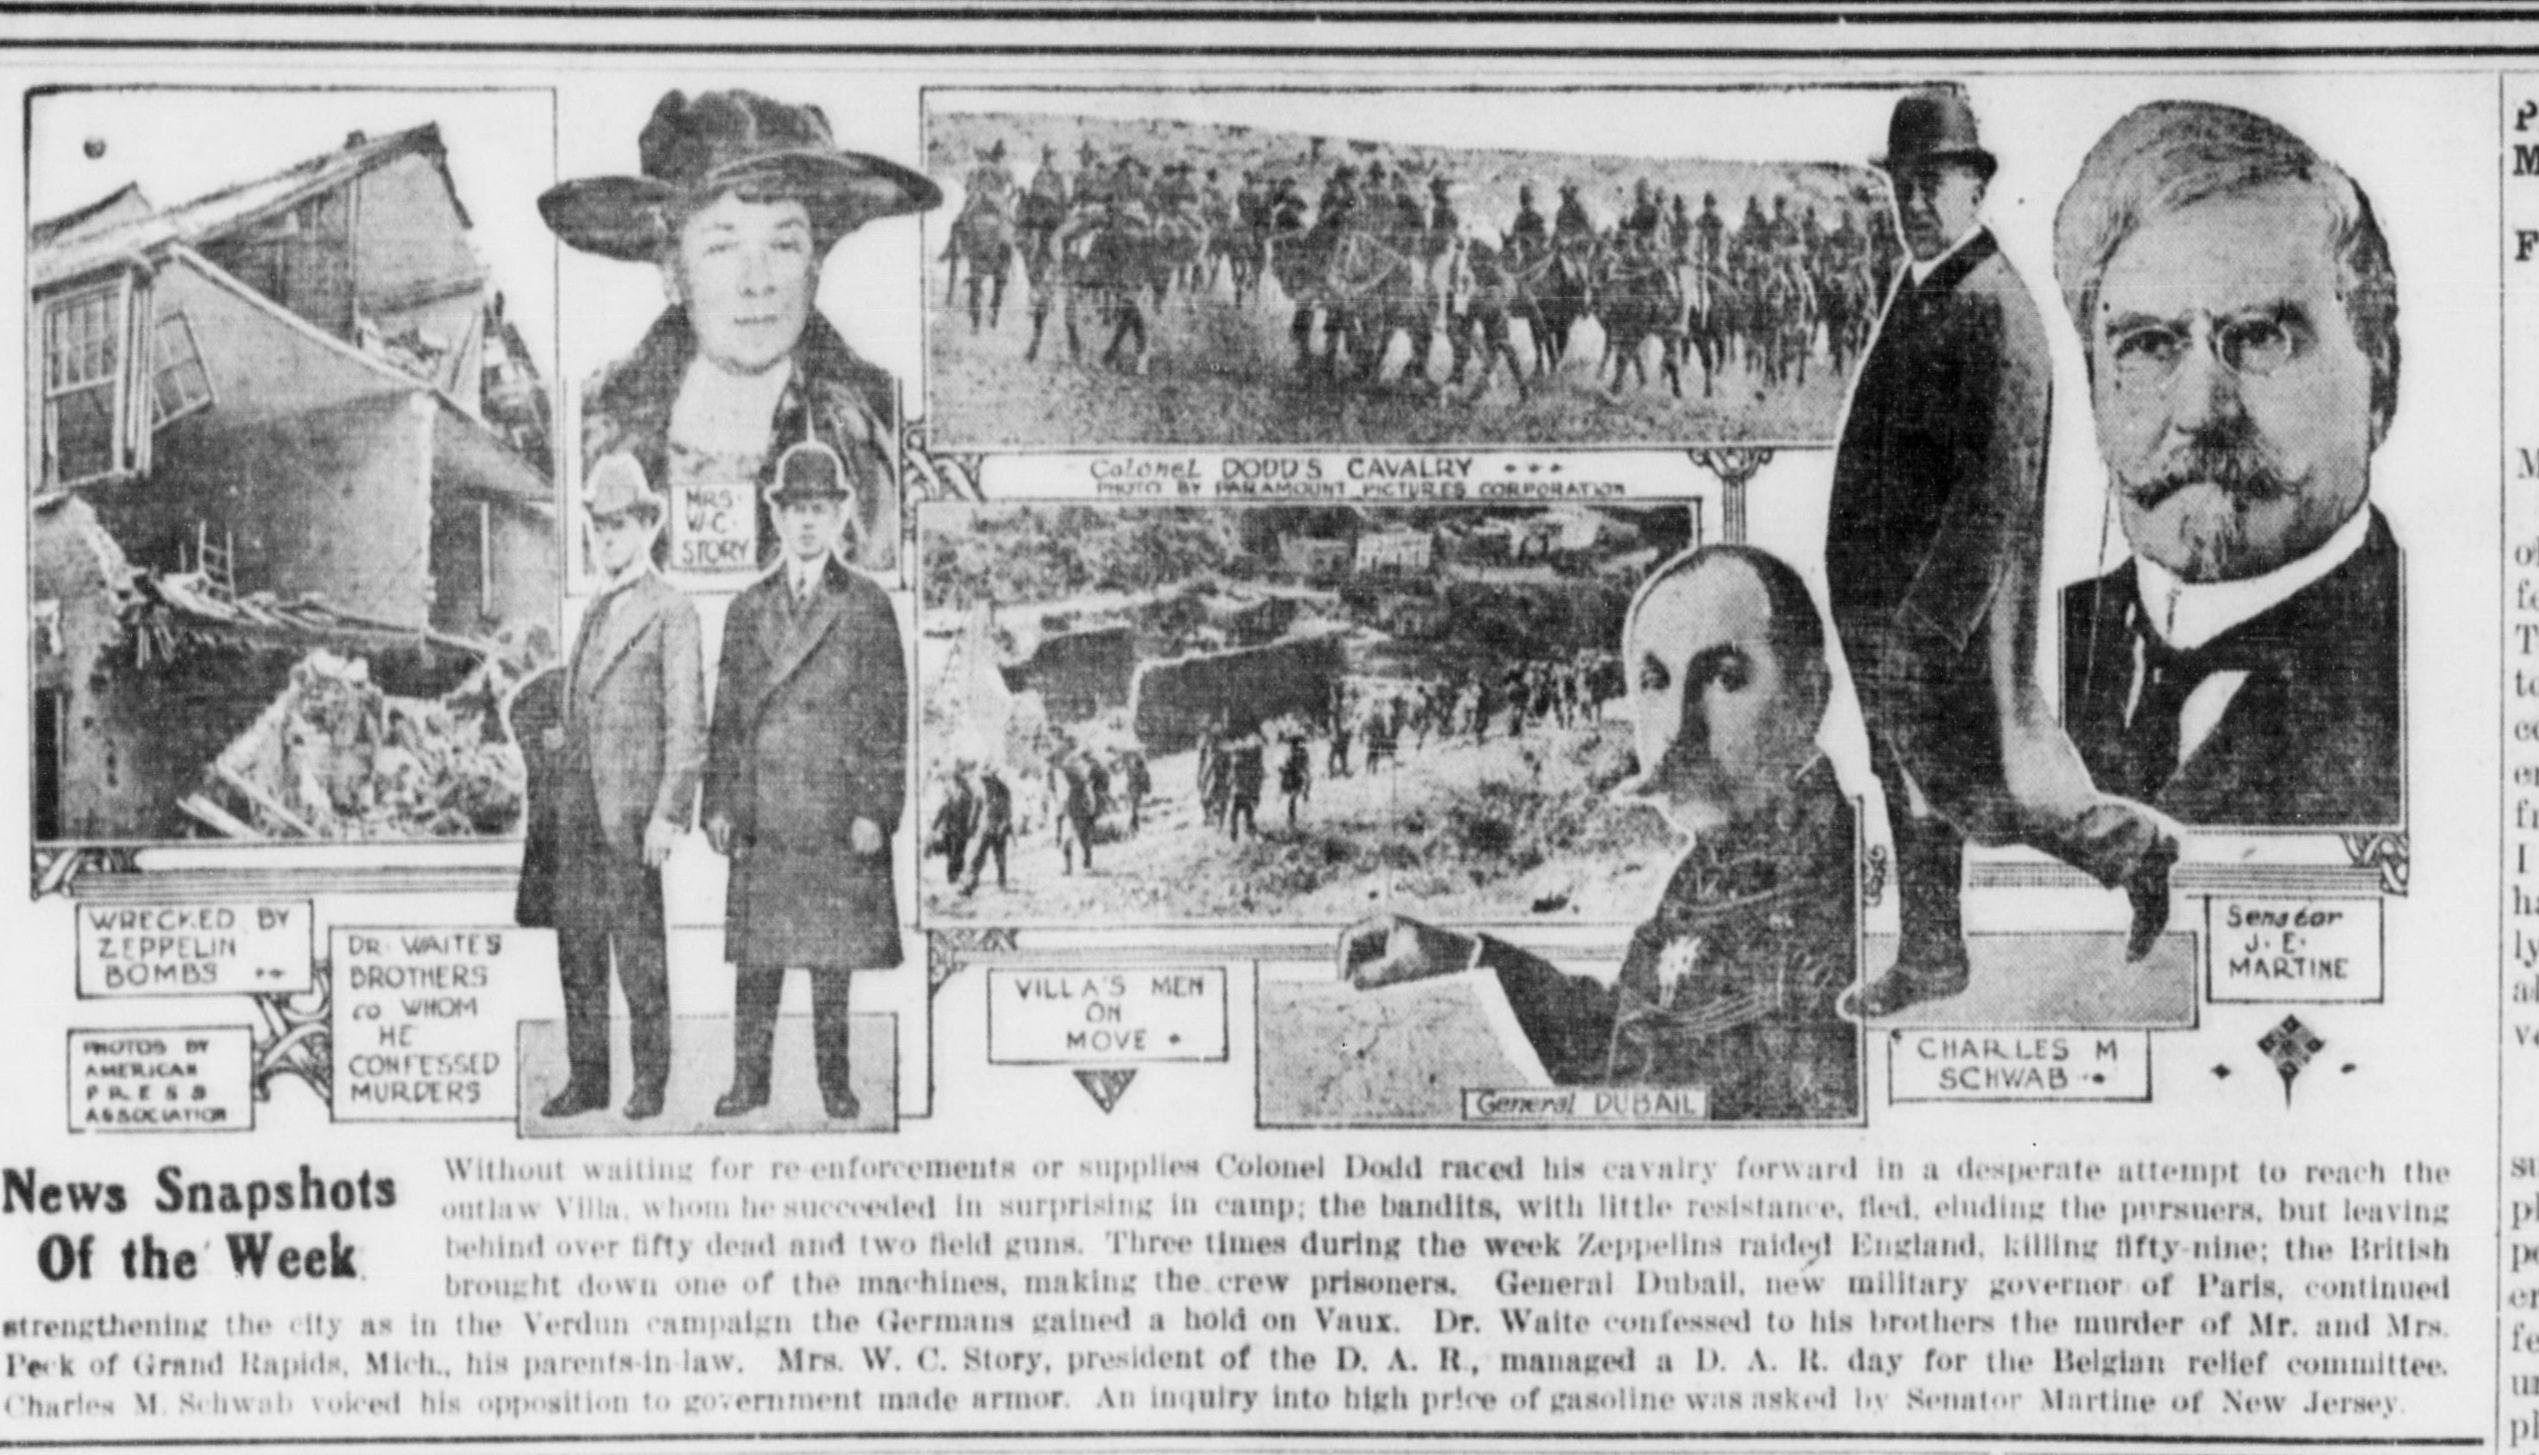 MRS.
W.C.
STORY
Colonel DODD'S CAVALRY
PHOTO BY PARAMOUNT PICTURES CORPORATION
WRECKED BY
ZEPPELIN
BOMBS
DR. WAITE'S
BROTHERS
to WHOM
HE
CONFESSED
MURDERS
PHOTOS BY
AMERICAN
PRESS
ASSOCIATION
VILLA'S MEN
ON
MOVE
General DUBAIL
CHARLES M
SCHWAB
Senator
J. E.
MARTINE
News Snapshots
Of the Week
Without waiting for re-enforcements or supplies Colonel Dodd raced his cavalry forward in a desperate attempt to reach the
outlaw Villa, whom he succeeded in surprising in camp; the bandits, with little resistance, fled, eluding the pursuers, but leaving
behind over fifty dead and two field guns. Three times during the week Zeppelins raided England, killing fifty-nine; the British
brought down one of the machines, making the crew prisoners. General Dubail, new military governor of Paris, continued
strengthening the city as in the Verdun campaign the Germans gained a hold on Vaux. Dr. Waite confessed to his brothers the murder of Mr. and Mrs.
Peck of Grand Rapids, Mich., his parents-in-law. Mrs. W. C. Story, president of the D. A. R., managed a D. A. R. day for the Belgian relief committee.
Charles M. Schwab voiced his opposition to government made armor. An inquiry into high price of gasoline was asked by Senator Martine of New Jersey.